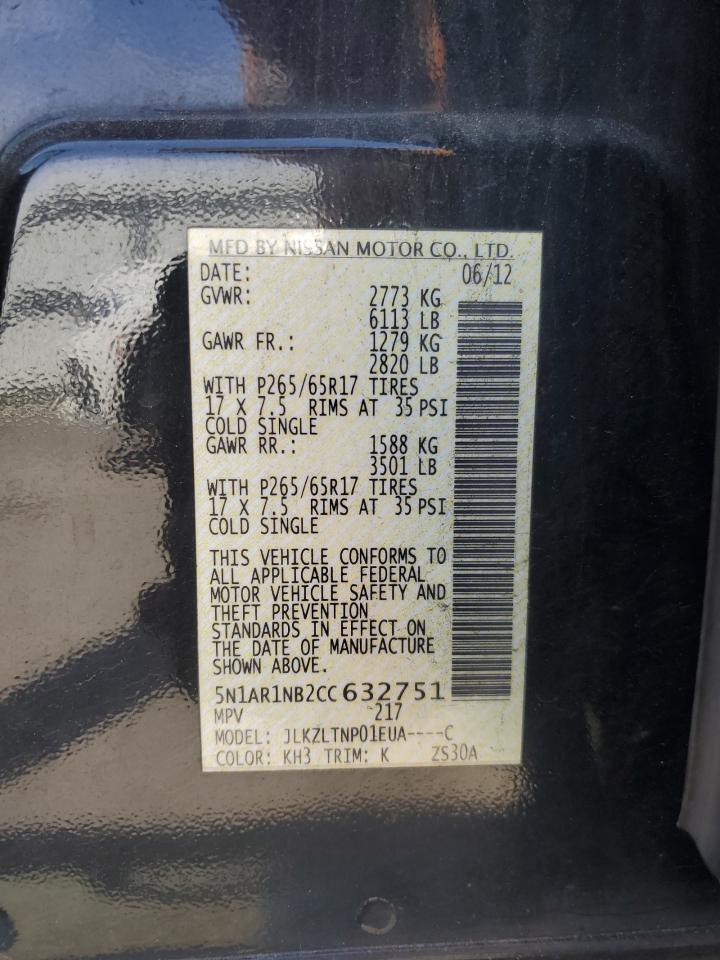 MFD BY NISSAN MOTOR CO., LTD.
DATE: 06/12
GVWR: 2773 KG
6113 LB
GAWR FR.: 1279 KG
2820 LB
WITH P265/65R17 TIRES
17 X 7.5 RIMS AT 35 PSI
COLD SINGLE
GAWR RR.: 1588 KG
3501 LB
WITH P265/65R17 TIRES
17 X 7.5 RIMS AT 35 PSI
COLD SINGLE
THIS VEHICLE CONFORMS TO
ALL APPLICABLE FEDERAL
MOTOR VEHICLE SAFETY AND
THEFT PREVENTION
STANDARDS IN EFFECT ON
THE DATE OF MANUFACTURE
SHOWN ABOVE.
5N1AR1NB2CC632751
MPV 217
MODEL: JLKZLTNP01EUA----C
COLOR: KH3 TRIM: K ZS30A